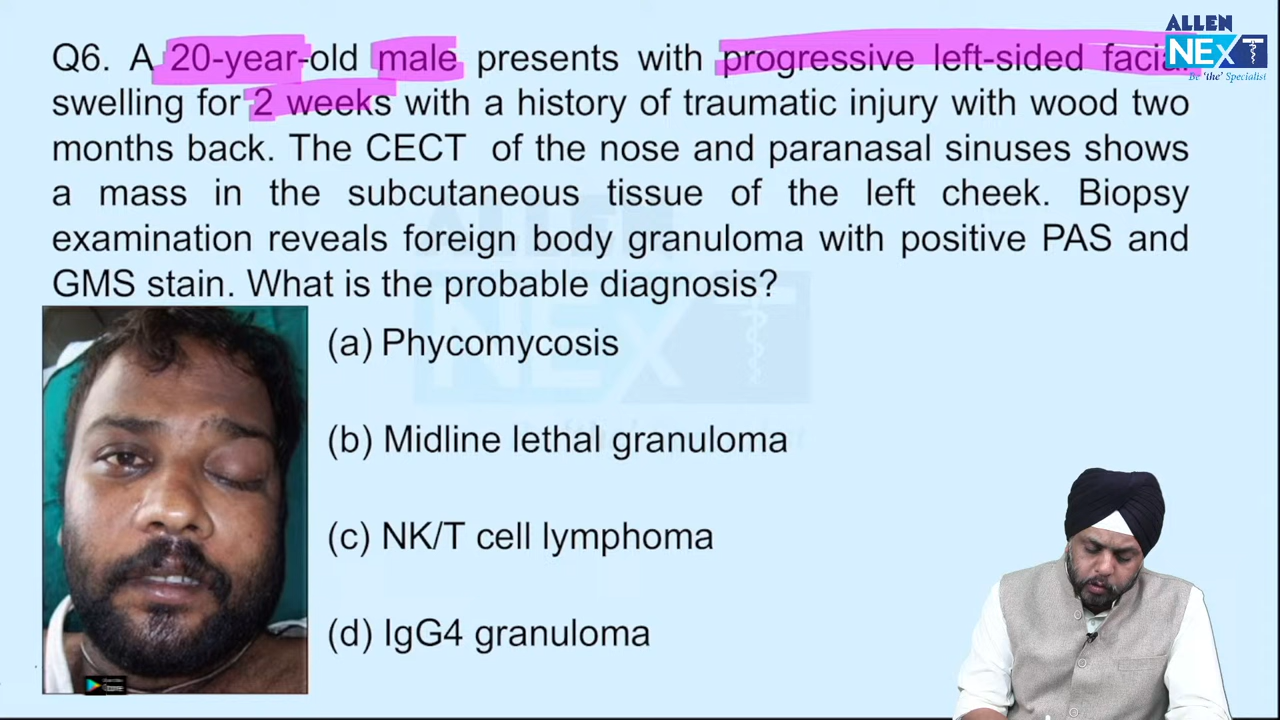 ALLEN
NEXT
Be 'the' Specialist
Q6. A 20-year-old male presents with progressive left-sided facial
swelling for 2 weeks with a history of traumatic injury with wood two
months back. The CECT of the nose and paranasal sinuses shows
a mass in the subcutaneous tissue of the left cheek. Biopsy
examination reveals foreign body granuloma with positive PAS and
GMS stain. What is the probable diagnosis?
(a) Phycomycosis
(b) Midline lethal granuloma
(c) NK/T cell lymphoma
(d) IgG4 granuloma